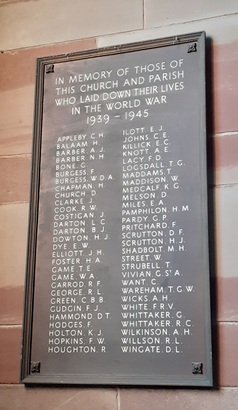 IN MEMORY OF THOSE OF
THIS CHURCH AND PARISH
WHO LAID DOWN THEIR LIVES
IN THE WORLD WAR
1939 - 1945
APPLEBY C.H.
BALAAM H.
BARBER A.J.
BARBER N.H.
BONE G.
BURGESS F.
BURGESS W.D.A.
CHAPMAN. H.
CHURCH. D.
CLARKE. J.
COOK. R.W.
COSTIGAN. J.
DARTON. L.C.
DARTON. B.J.
DOWTON. H.J.
DYE. E.W.
ELLIOTT. J.H.
FOSTER. H.A.
GAME. T.E.
GAME. W.A.
GARROD. R.F.
GEORGE. R.L.
GREEN. C.B.B.
GUDGIN. F.J.
HAMMOND. D.T.
HODGES. F.
HOLTON. K.J.
HOPKINS. F.W.
HOUGHTON. R.
ILOTT E.J.
JOHNS. C.E.
KILLICK E.C.
KNOTT. A.E.
LACY F.D.
LOGSDAIL. T.G.
MADDAMS T.
MADDISON W.
MEDCALF. K.G.
MELSON. D.
MILES E.A.
PAMPHILON. H.M.
PARDY G.P.
PRITCHARD. F.
SCRUTTON. D.F.
SCRUTTON. H.J.
SHADBOLT. M.H.
STREET. W.
STRUBELL. T.
VIVIAN G. St A
WANT. C.
WAREHAM. T.G.W.
WICKS A.H.
WHITE. F.R.V.
WHITTAKER. G.
WHITTAKER. R.C.
WILKINSON. A.H.
WILLSON. R.L.
WINGATE. D.L.